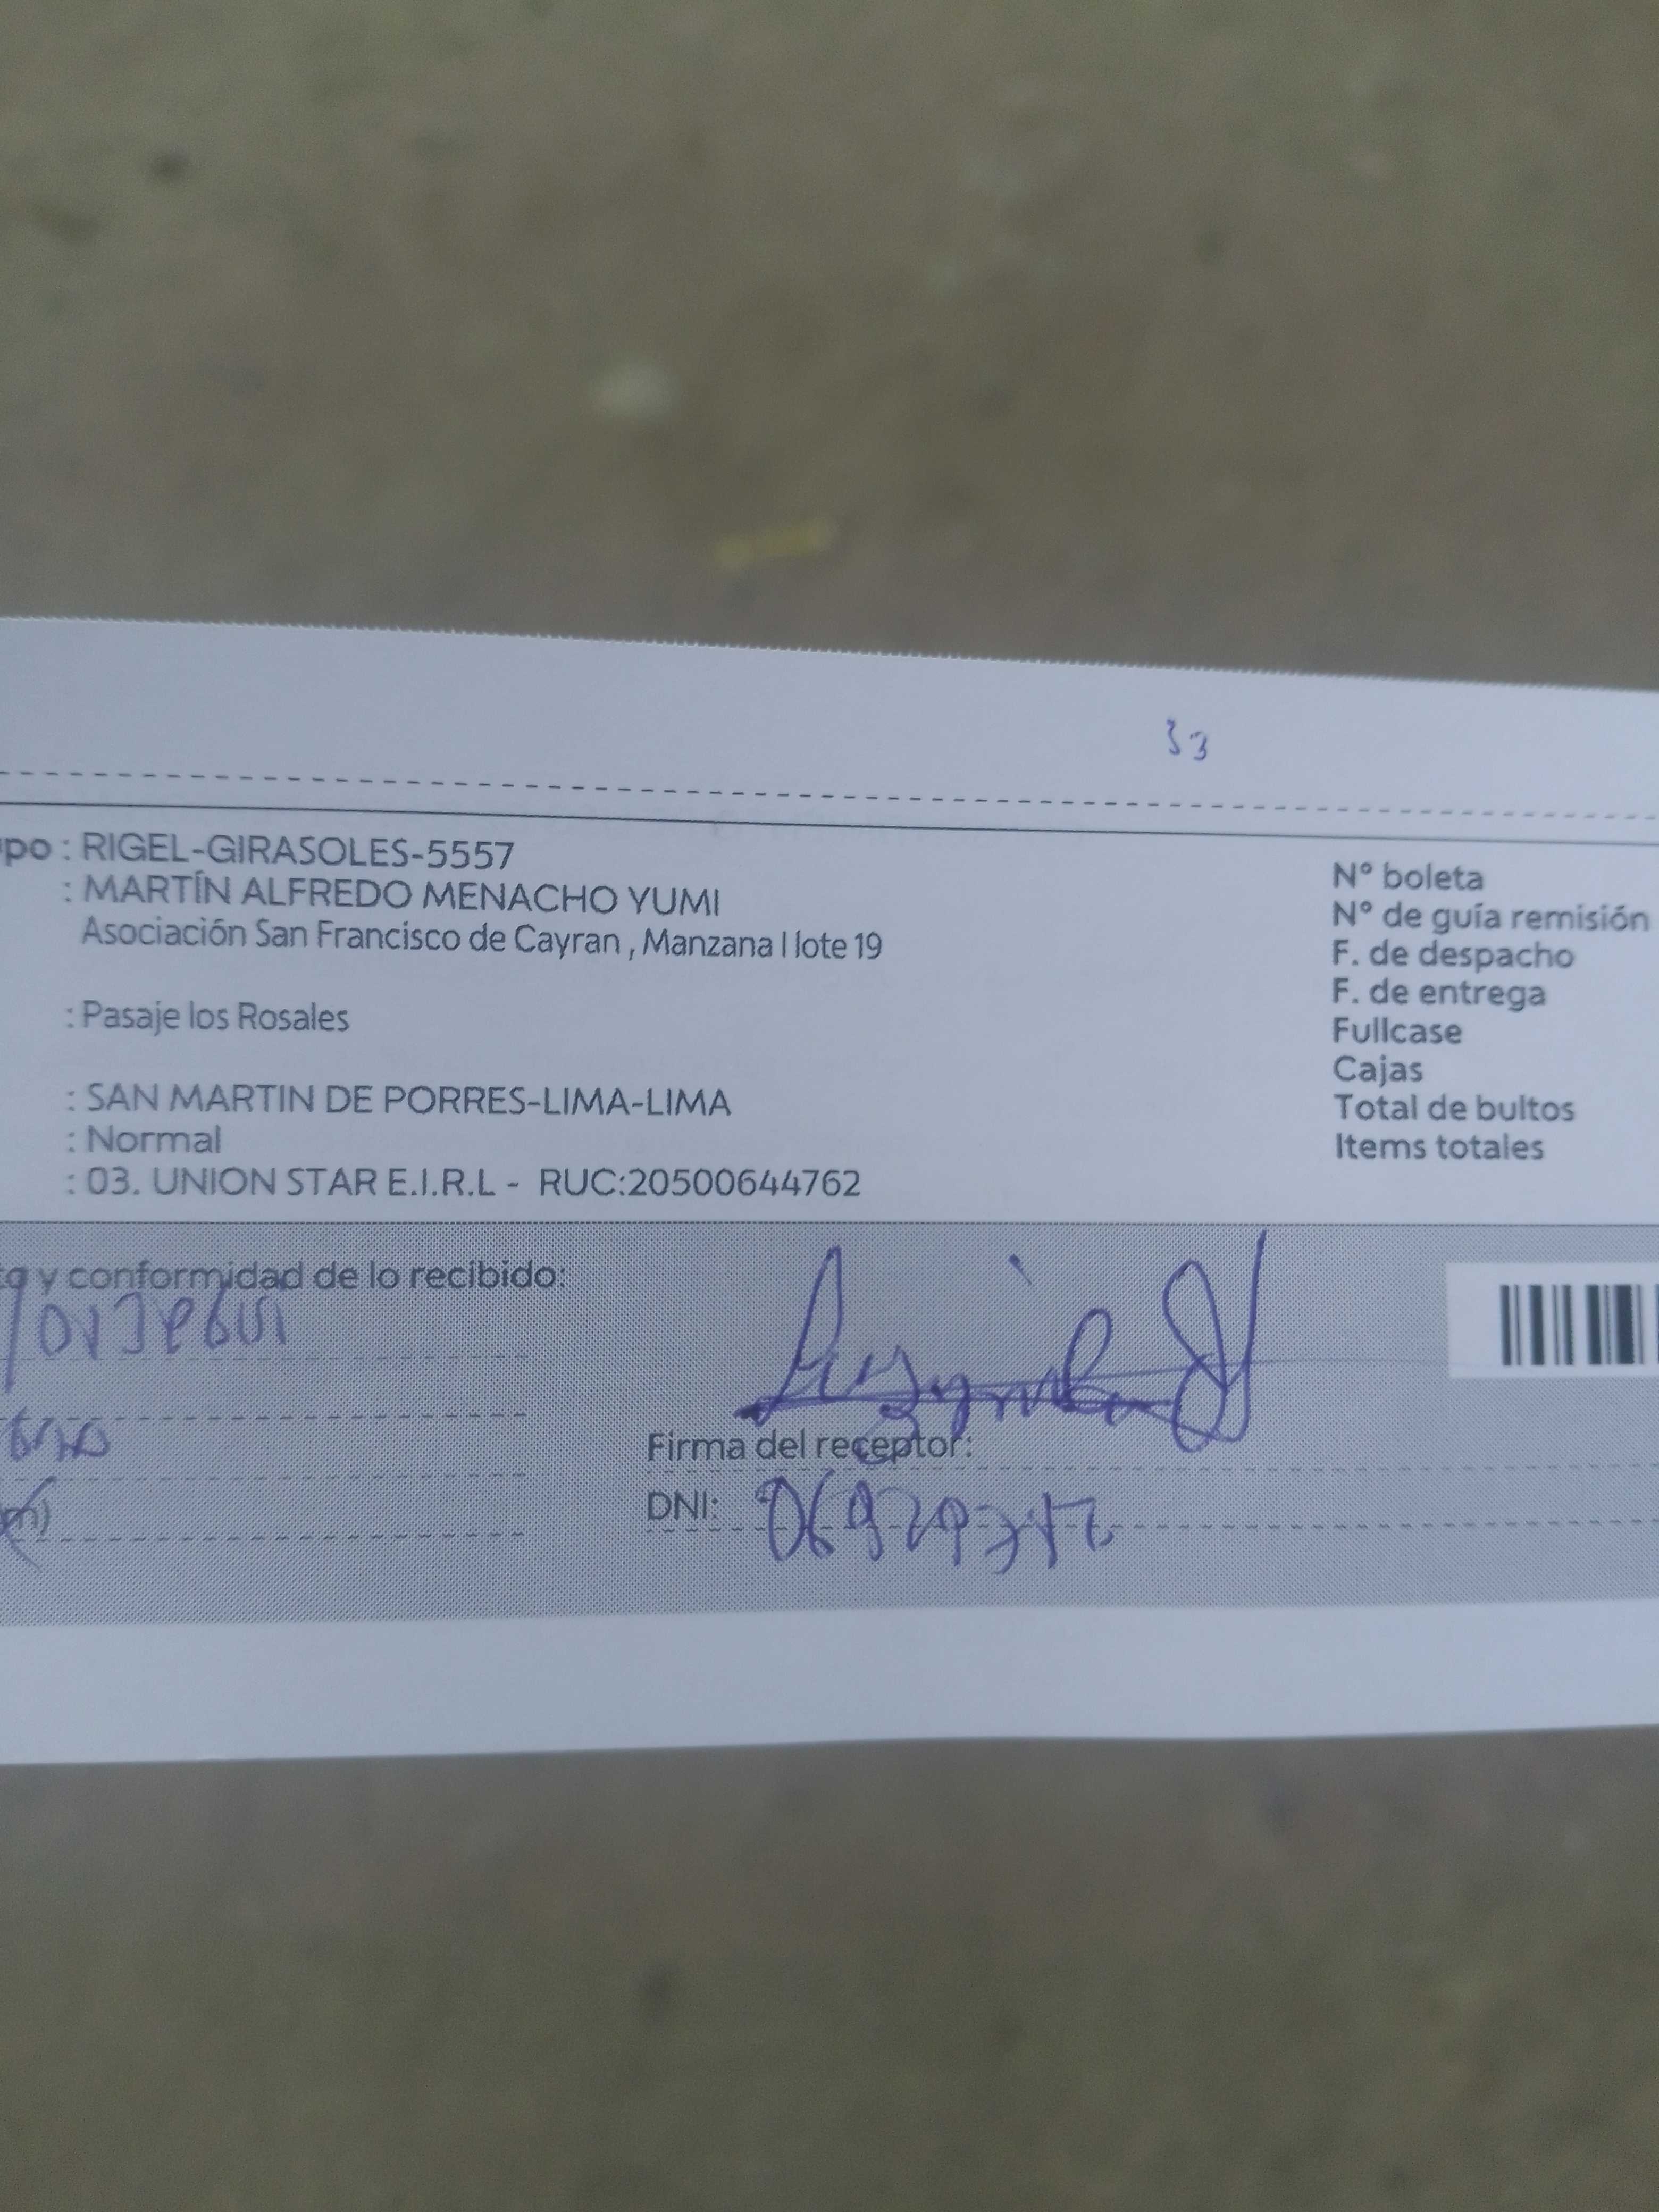 33
po : RIGEL-GIRASOLES-5557
: MARTÍN ALFREDO MENACHO YUMI
Asociación San Francisco de Cayran , Manzana I lote 19
: Pasaje los Rosales
: SAN MARTIN DE PORRES-LIMA-LIMA
: Normal
: 03. UNION STAR E.I.R.L - RUC:20500644762
N° boleta
N° de guía remisión
F. de despacho
F. de entrega
Fullcase
Cajas
Total de bultos
Items totales
y conformidad de lo recibido:
Firma del receptor:
DNI: